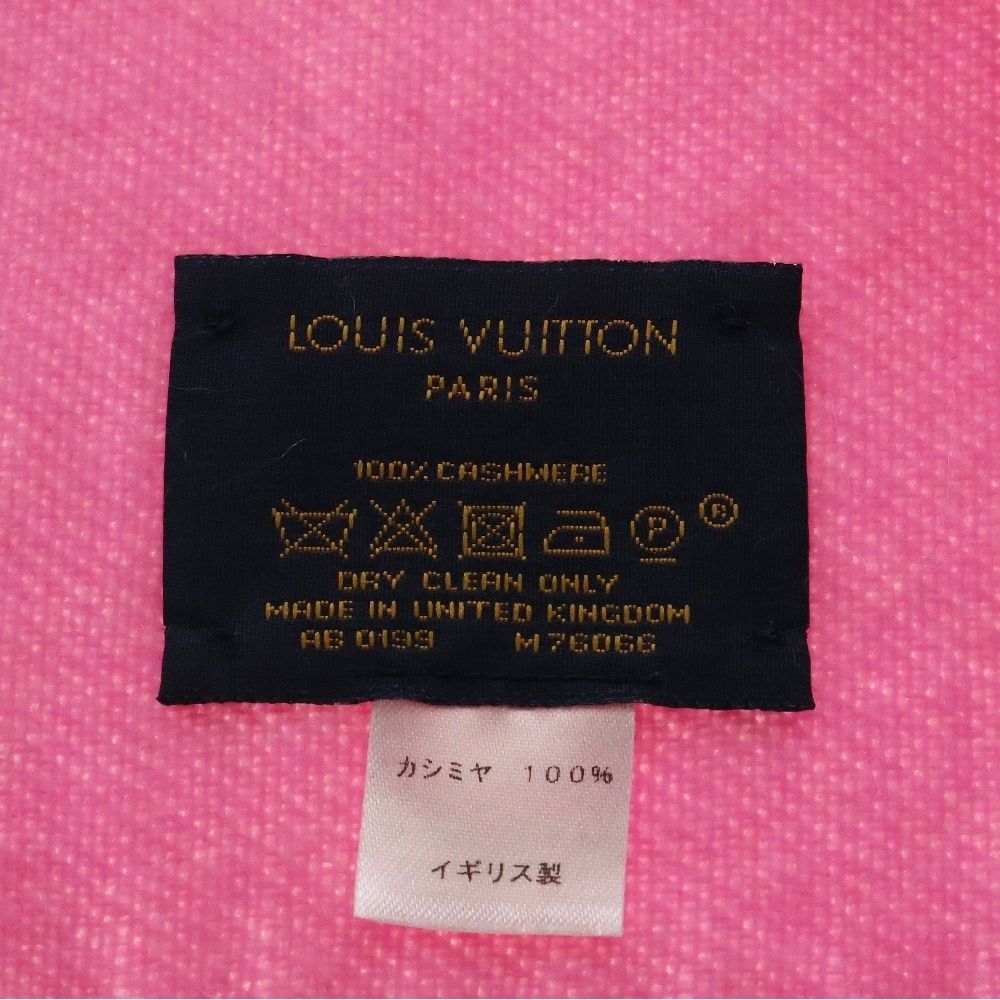 LOUIS VUITTON
PARIS
100% CASHMERE
P ®
DRY CLEAN ONLY
MADE IN UNITED KINGDOM
AB 0199 M 76066
カシミヤ 100%
イギリス製